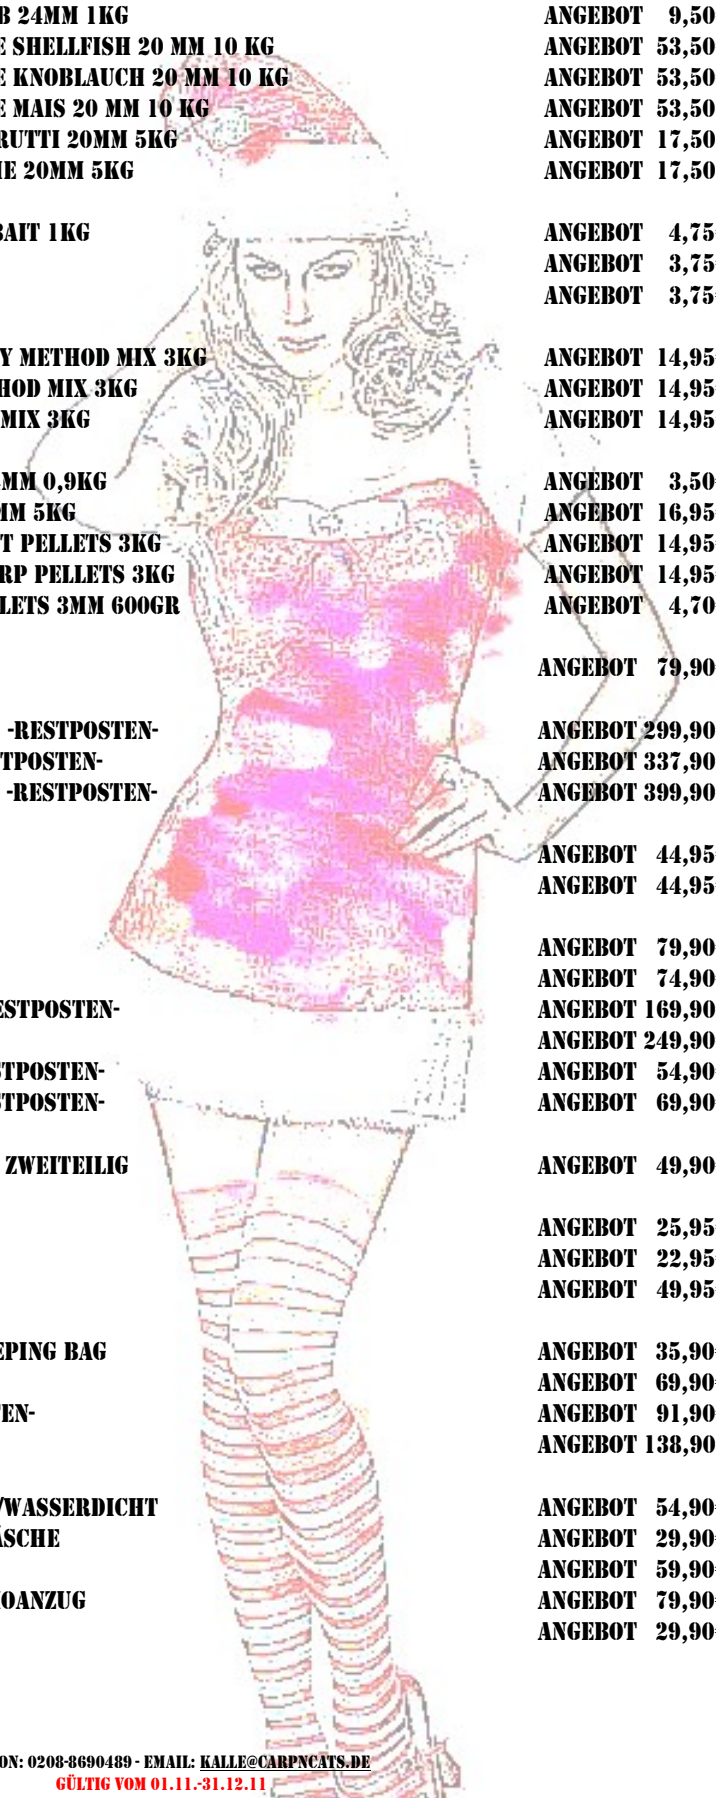 B 24MM 1KG ANGEBOT 9,50
E SHELLFISH 20 MM 10 KG ANGEBOT 53,50
E KNOBLAUCH 20 MM 10 KG ANGEBOT 53,50
E MAIS 20 MM 10 KG ANGEBOT 53,50
RUTTI 20MM 5KG ANGEBOT 17,50
IE 20MM 5KG ANGEBOT 17,50
BAIT 1KG ANGEBOT 4,75
ANGEBOT 3,75
ANGEBOT 3,75
Y METHOD MIX 3KG ANGEBOT 14,95
HOD MIX 3KG ANGEBOT 14,95
MIX 3KG ANGEBOT 14,95
MM 0,9KG ANGEBOT 3,50
MM 5KG ANGEBOT 16,95
T PELLETS 3KG ANGEBOT 14,95
RP PELLETS 3KG ANGEBOT 14,95
LETS 3MM 600GR ANGEBOT 4,70
ANGEBOT 79,90
-RESTPOSTEN- ANGEBOT 299,90
TPOSTEN- ANGEBOT 337,90
-RESTPOSTEN- ANGEBOT 399,90
ANGEBOT 44,95
ANGEBOT 44,95
ANGEBOT 79,90
ANGEBOT 74,90
ESTPOSTEN- ANGEBOT 169,90
ANGEBOT 249,90
STPOSTEN- ANGEBOT 54,90
STPOSTEN- ANGEBOT 69,90
ZWEITEILIG ANGEBOT 49,90
ANGEBOT 25,95
ANGEBOT 22,95
ANGEBOT 49,95
EPING BAG ANGEBOT 35,90
ANGEBOT 69,90
EN- ANGEBOT 91,90
ANGEBOT 138,90
/WASSERDICHT ANGEBOT 54,90
ÄSCHE ANGEBOT 29,90
ANGEBOT 59,90
OANZUG ANGEBOT 79,90
ANGEBOT 29,90
ON: 0208-8690489 - EMAIL: KALLE@CARPNCATS.DE
GÜLTIG VOM 01.11.-31.12.11